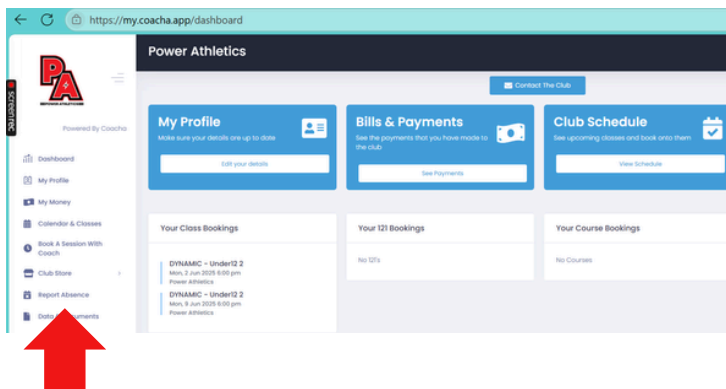 https://my.coacha.app/dashboard
Power Athletics
PA
screenrec
Powered By Coacha
Contact The Club
My Profile
Make sure your details are up to date
Edit your details
Bills & Payments
See the payments that you have made to
the club
See Payments
Club Schedule
See upcoming classes and book onto them
View Schedule
Dashboard
My Profile
My Money
Calendar & Classes
Book A Session With
Coach
Club Store
Report Absence
Your Class Bookings
DYNAMIC - Under12 2
Mon, 2 Jun 2025 6:00 pm
Power Athletics
DYNAMIC - Under12 2
Mon, 9 Jun 2025 6:00 pm
Power Athletics
Your 121 Bookings
No 121s
Your Course Bookings
No Courses